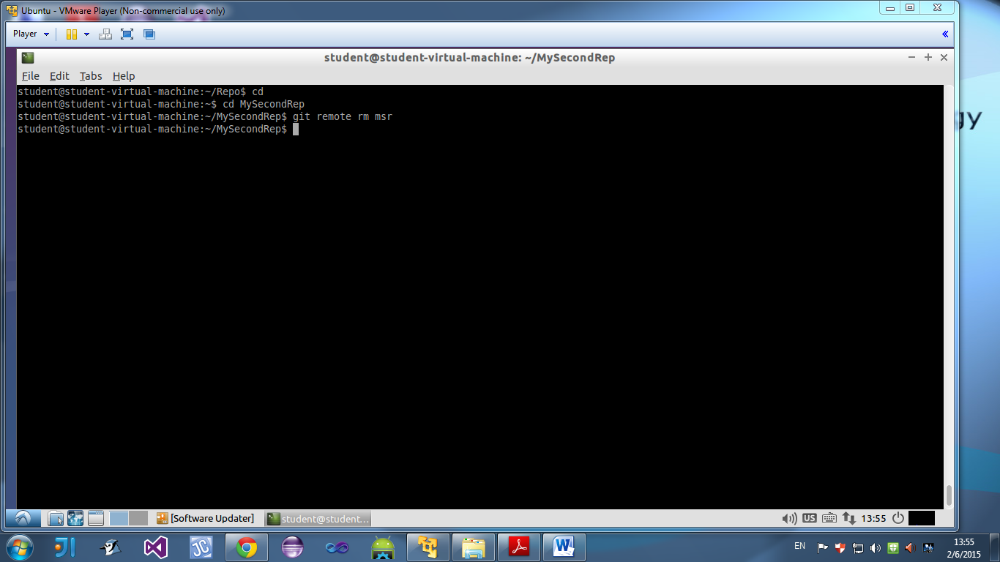 Ubuntu - VMware Player (Non-commercial use only)
Player
student@student-virtual-machine: ~/MySecondRep
File Edit Tabs Help
student@student-virtual-machine:~/Repo$ cd
student@student-virtual-machine:~$ cd MySecondRep
student@student-virtual-machine:~/MySecondRep$ git remote rm msr
student@student-virtual-machine:~/MySecondRep$
gy
[Software Updater]
student@student...
US
13:55
JI
JC
W
EN
13:55
2/6/2015